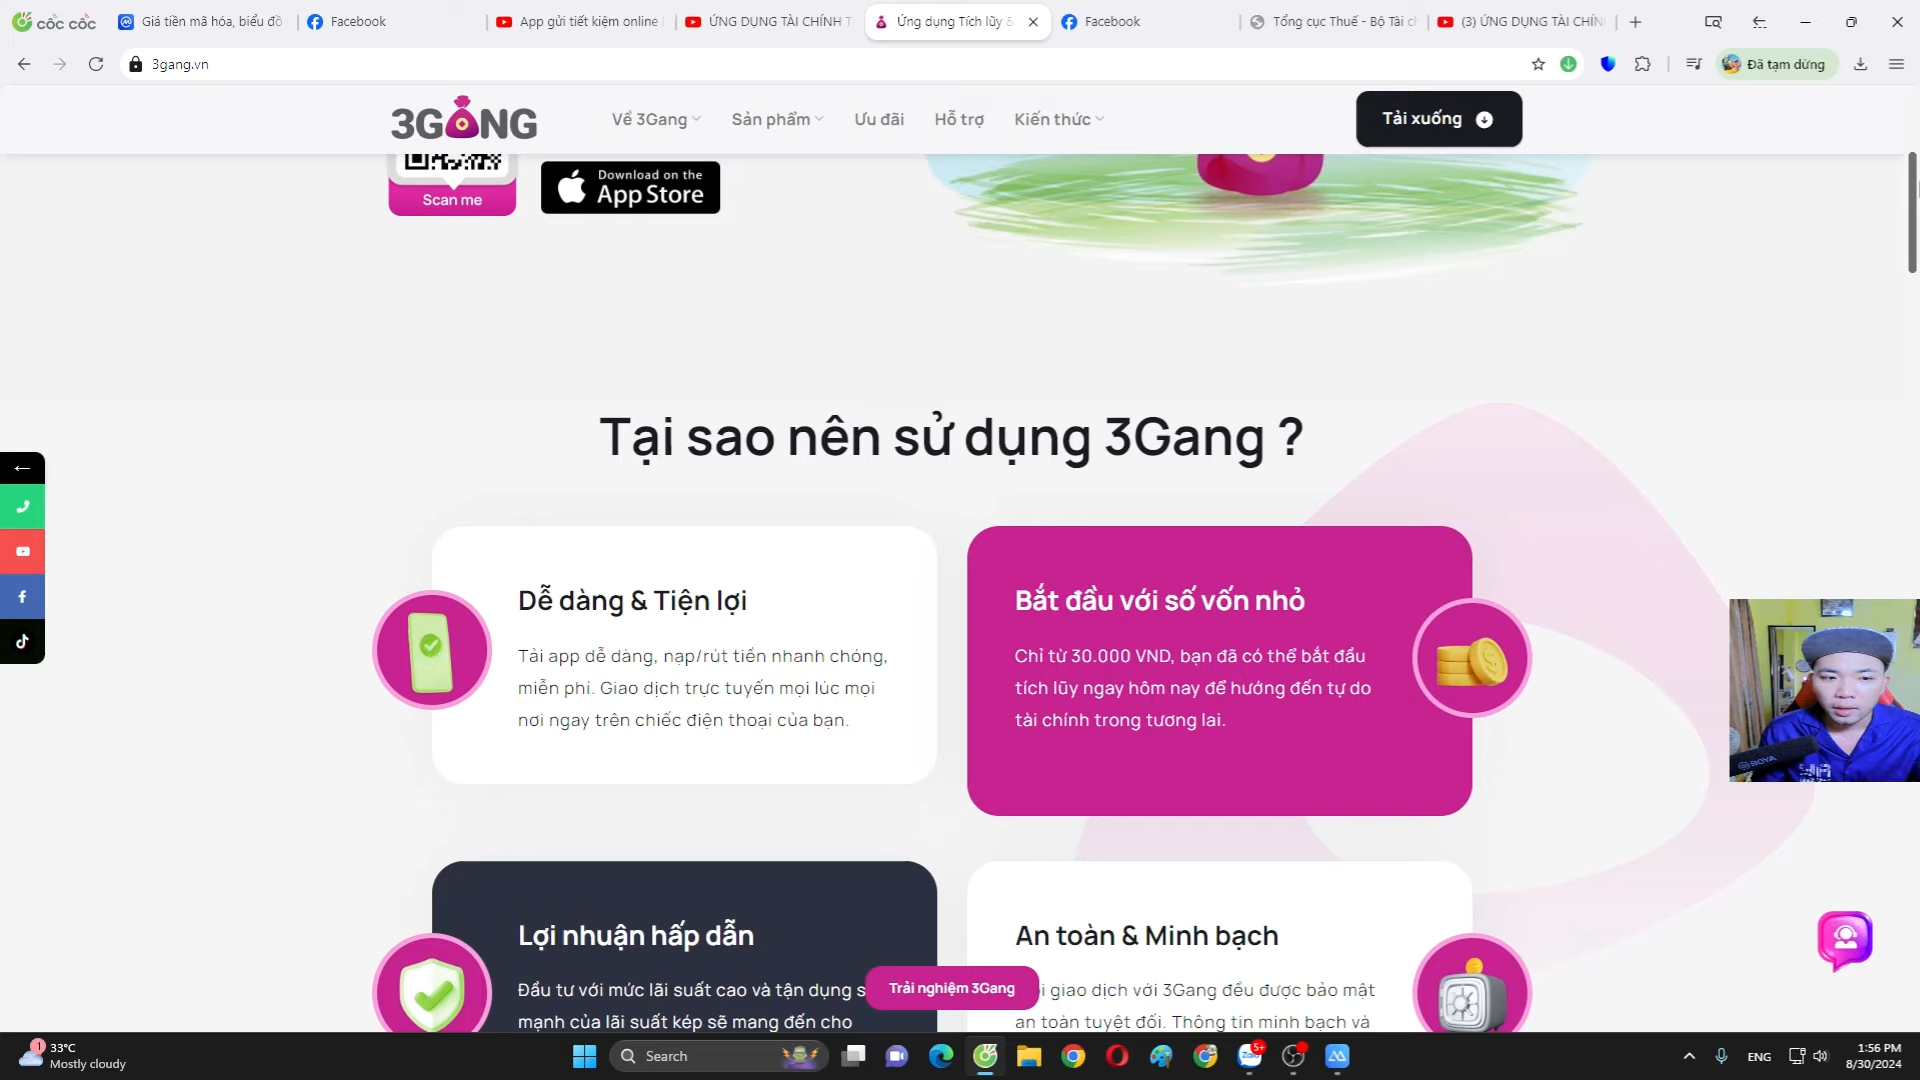 cốc cốc
Giá tiền mã hóa, biểu đồ
Facebook
App gửi tiết kiệm online
ỨNG DỤNG TÀI CHÍNH T
Ứng dụng Tích lũy &
Facebook
Tổng cục Thuế - Bộ Tài ch
(3) ỨNG DỤNG TÀI CHÍN
3gang.vn
Đã tạm dừng
3GANG
Về 3Gang
Sản phẩm
Ưu đãi
Hỗ trợ
Kiến thức
Tải xuống
Scan me
Download on the
App Store
Tại sao nên sử dụng 3Gang ?
Dễ dàng & Tiện lợi
Tải app dễ dàng, nạp/rút tiền nhanh chóng,
miễn phí. Giao dịch trực tuyến mọi lúc mọi
nơi ngay trên chiếc điện thoại của bạn.
Bắt đầu với số vốn nhỏ
Chỉ từ 30.000 VND, bạn đã có thể bắt đầu
tích lũy ngay hôm nay để hướng đến tự do
tài chính trong tương lai.
BOYA
Lợi nhuận hấp dẫn
Đầu tư với mức lãi suất cao và tận dụng s
mạnh của lãi suất kép sẽ mang đến cho
An toàn & Minh bạch
i giao dịch với 3Gang đều được bảo mật
an toàn tuyệt đối. Thông tin minh bạch và
Trải nghiệm 3Gang
1
33°C
Mostly cloudy
Search
Zalo
5+
ENG
1:56 PM
8/30/2024